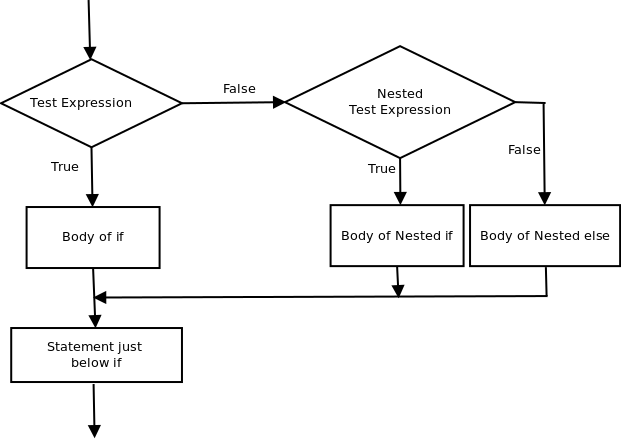 False
Test Expression
Nested
Test Expression
True
True
False
Body of if
Body of Nested if
Body of Nested else
Statement just
below if